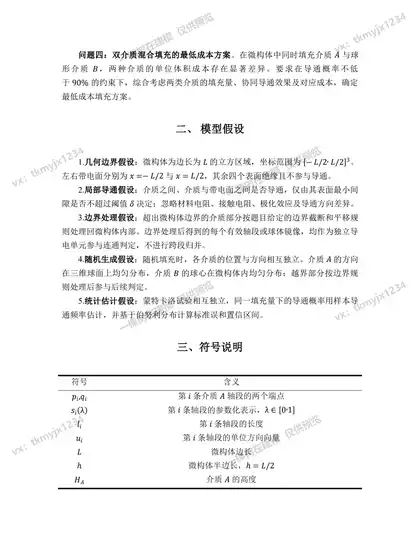 问题四：双介质混合填充的最低成本方案。在微构体中同时填充介质 A 与球
形介质 B，两种介质的单位体积成本存在显著差异。要求在导通概率不低
于 90% 的约束下，综合考虑两类介质的填充量、协同导通效果及对应成本，确定
最低成本填充方案。
二、 模型假设
1.几何边界假设：微构体为边长为 L 的立方区域，坐标范围为 [−L/2· L/2]³。
左右带电面分别为 x = −L/2 与 x = L/2，其余四个表面绝缘且不参与导通。
2.局部导通假设：介质之间、介质与带电面之间是否导通，仅由其表面最小间
隙是否不超过阈值 δ 决定；忽略材料电阻、接触电阻、极化效应及导通方向差异。
3.边界处理假设：超出微构体边界的介质部分按题目给定的边界截断和平移规
则处理回微构体内部。边界处理后得到的每个有效轴段或球体镜像，均作为独立导
电单元参与连通判定，不进行跨段归并。
4.随机生成假设：随机填充时，各介质的位置与方向相互独立。介质 A 的方向
在三维球面上均匀分布，介质 B 的球心在微构体内均匀分布；越界部分按边界规
则处理后参与后续判定。
5.统计估计假设：蒙特卡洛试验相互独立，同一填充量下的导通概率用样本导
通频率估计，并基于伯努利分布计算标准误和置信区间。
三、符号说明
符号 含义
pᵢ,qᵢ 第 i 条介质 A 轴段的两个端点
sᵢ(λ) 第 i 条轴段的参数化表示，λ ∈ [0·1]
lᵢ 第 i 条轴段的长度
uᵢ 第 i 条轴段的单位方向向量
L 微构体边长
h 微构体半边长，h = L/2
H_A 介质 A 的高度
vx: tkmyjx1234
vx: tkmyjx1234
vx: tkmyjx1234
vx: tkmyjx1234